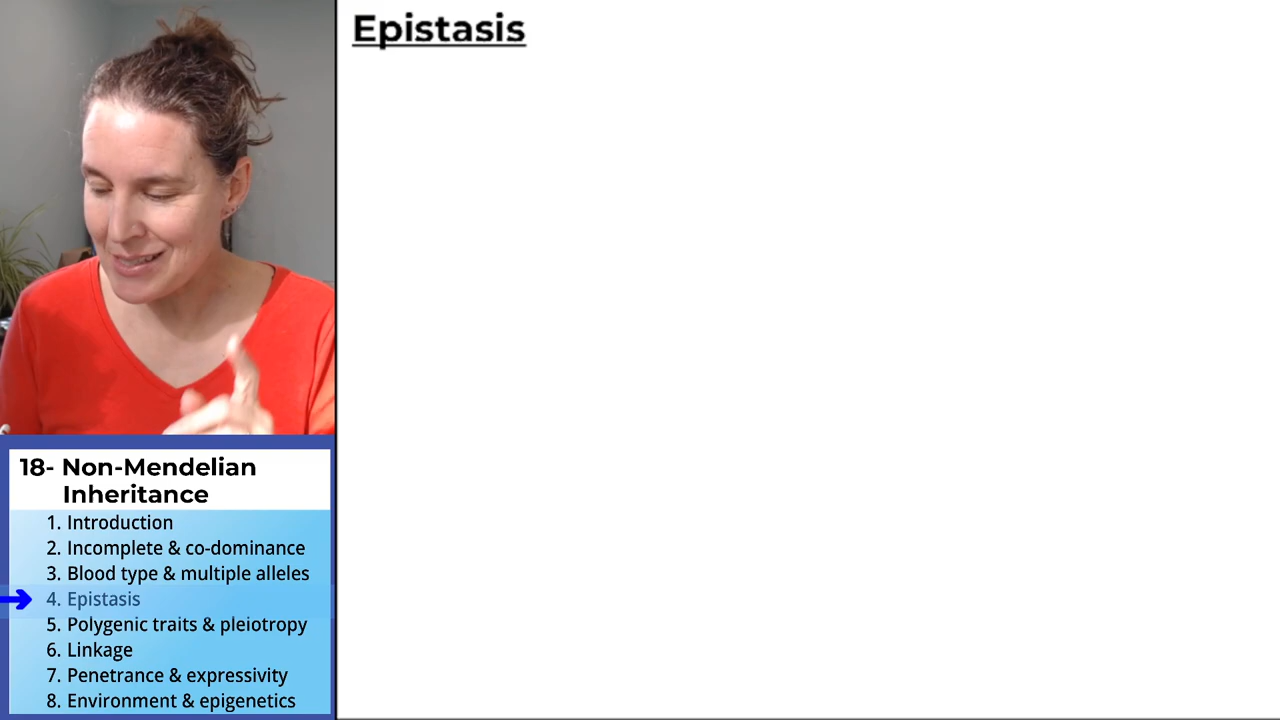 Epistasis
18- Non-Mendelian
Inheritance
1. Introduction
2. Incomplete & co-dominance
3. Blood type & multiple alleles
4. Epistasis
5. Polygenic traits & pleiotropy
6. Linkage
7. Penetrance & expressivity
8. Environment & epigenetics